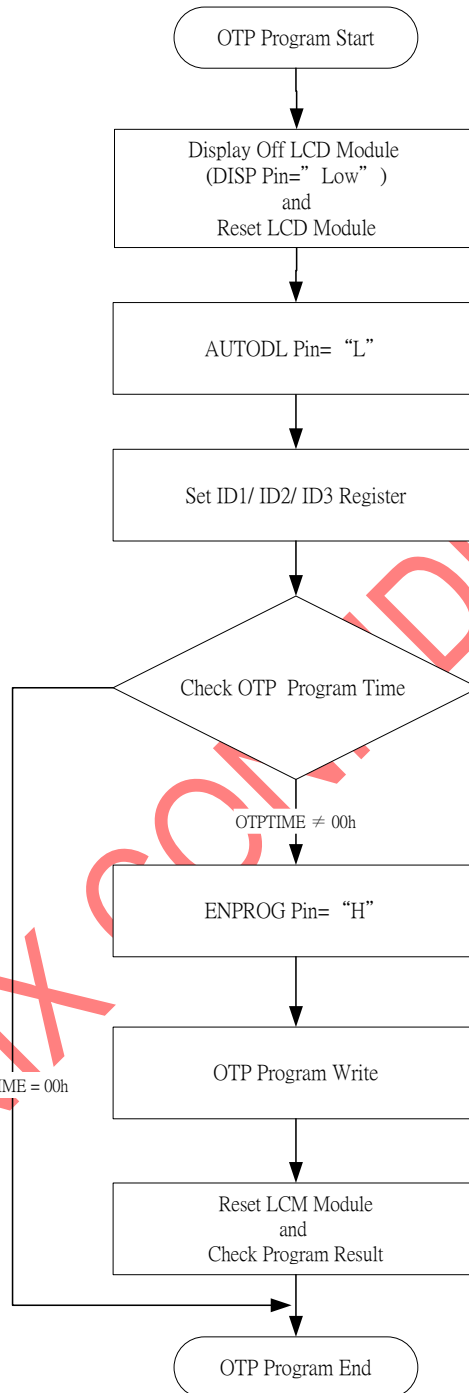 OTP Program Start
Display Off LCD Module
(DISP Pin=”Low”)
and
Reset LCD Module
AUTODL Pin= “L”
Set ID1/ ID2/ ID3 Register
Check OTP Program Time
OTPTIME ≠ 00h
ENPROG Pin= “H”
OTP Program Write
IME = 00h
Reset LCM Module
and
Check Program Result
OTP Program End